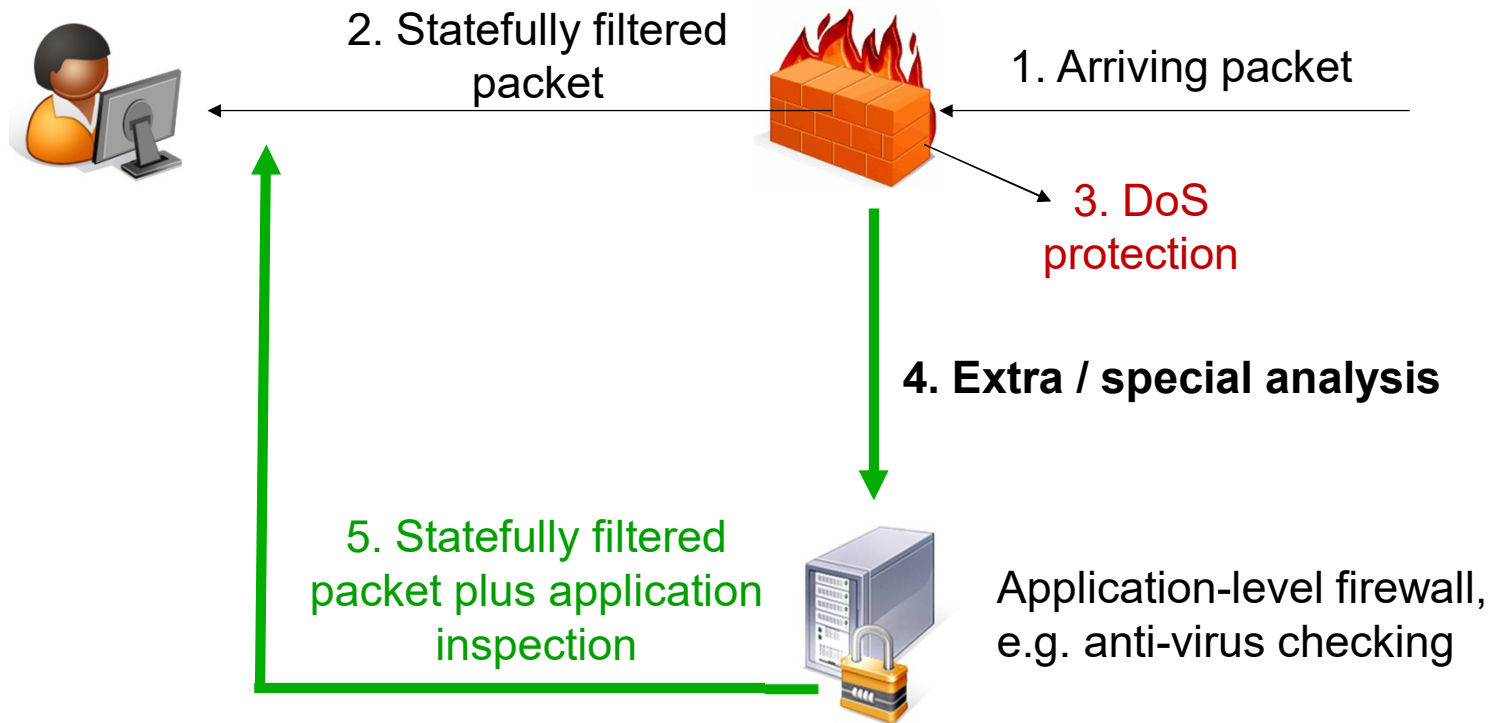 2. Statefully filtered
packet
1. Arriving packet
3. DoS
protection
4. Extra / special analysis
5. Statefully filtered
packet plus application
inspection
Application-level firewall,
e.g. anti-virus checking